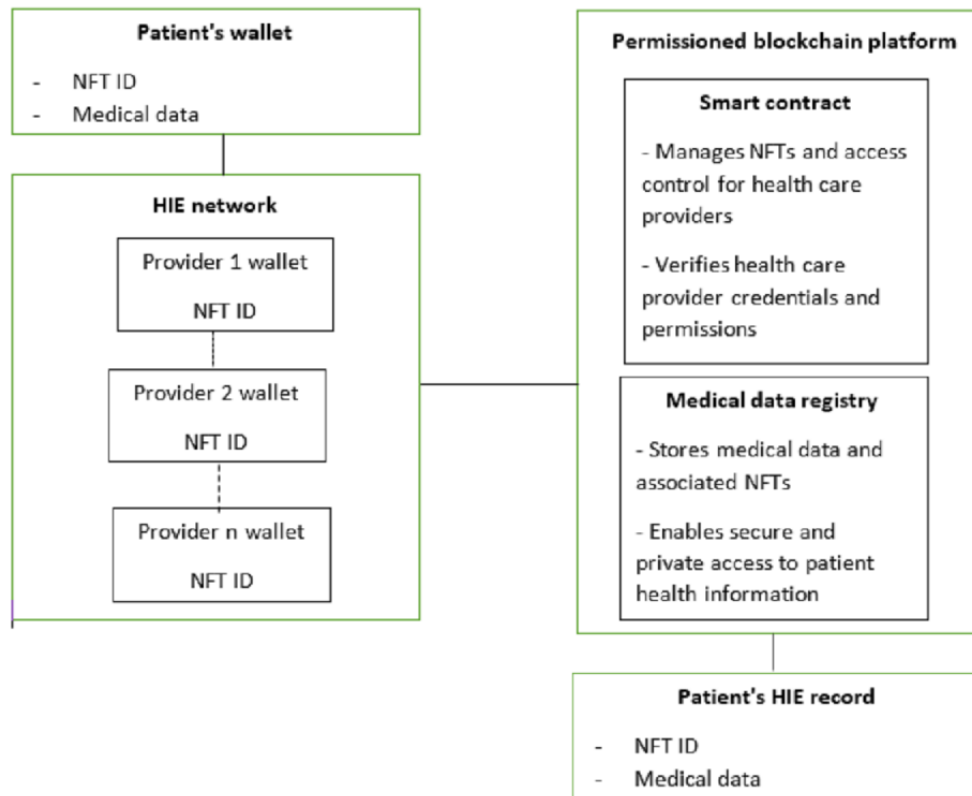 Patient's wallet
- NFT ID
- Medical data
HIE network
Provider 1 wallet
NFT ID
Provider 2 wallet
NFT ID
Provider n wallet
NFT ID
Permissioned blockchain platform
Smart contract
- Manages NFTs and access
control for health care
providers
- Verifies health care
provider credentials and
permissions
Medical data registry
- Stores medical data and
associated NFTs
- Enables secure and
private access to patient
health information
Patient's HIE record
- NFT ID
- Medical data